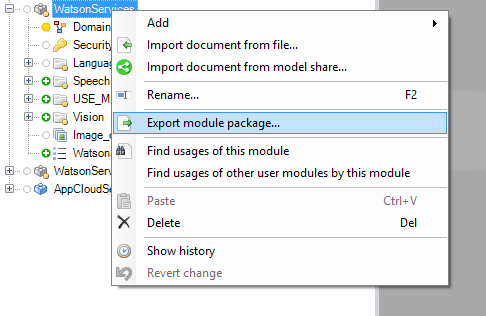 WatsonServices
Domain
Security
Langua
Speech
USE_M
Vision
Image_
Watson
WatsonServ
AppCloudSe
Add
Import document from file...
Import document from model share...
Rename... F2
Export module package...
Find usages of this module
Find usages of other user modules by this module
Paste Ctrl+V
Delete Del
Show history
Revert change